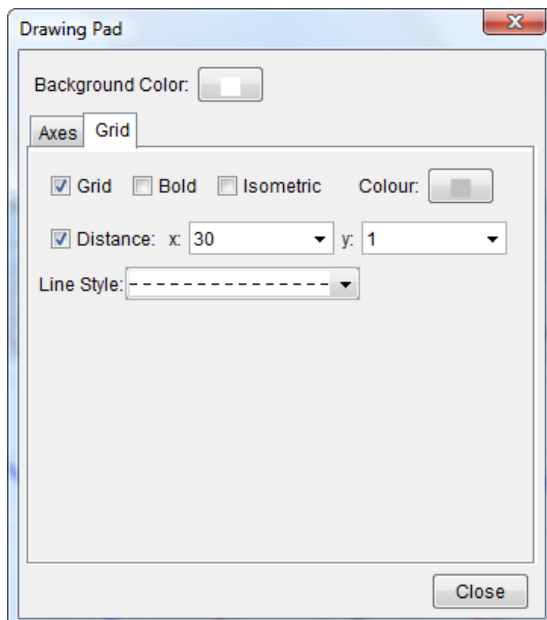 Drawing Pad
Background Color:
Axes Grid
Grid Bold Isometric Colour:
Distance: x: 30 y: 1
Line Style:
Close